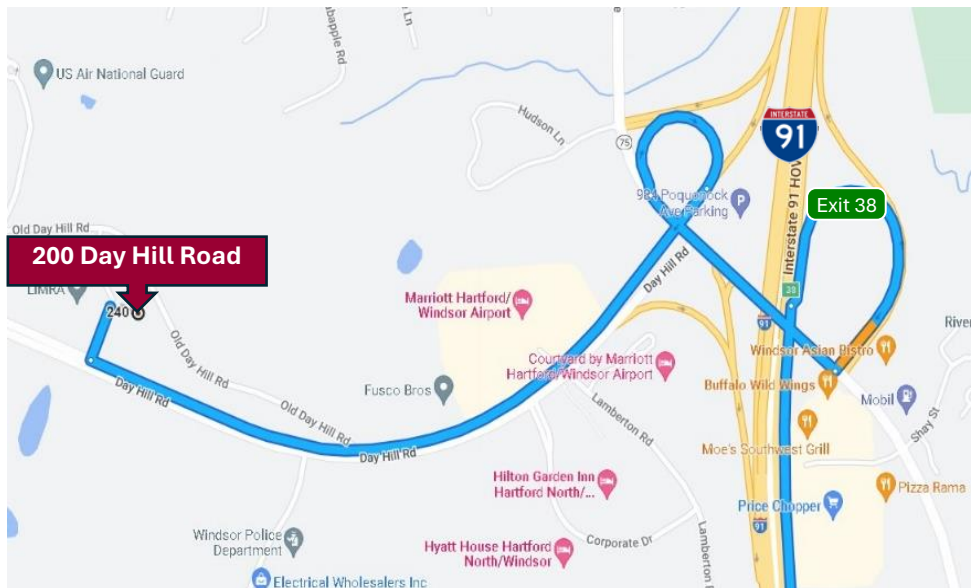 abapple Rd
Ln
US Air National Guard
Hudson Ln
75
INTERSTATE
91
984 Poquonock
Ave Parking
P
Interstate 91 HOV
Exit 38
Old Day Hill Rd
200 Day Hill Road
LIMRA
240
Day Hill Rd
38
Marriott Hartford/
Windsor Airport
Old Day Hill Rd
91
River
Windsor Asian Bistro
Courtyard by Marriott
Hartford/Windsor Airport
Day Hill Rd
Fusco Bros
Buffalo Wild Wings
Mobil
Old Day Hill Rd
Lamberton Rd
Shay St
Moe's Southwest Grill
Day Hill Rd
Hilton Garden Inn
Hartford North/...
Pizza Rama
Price Chopper
91
Windsor Police
Department
Corporate Dr
Lamberton Rd
Hyatt House Hartford
North/Windsor
Electrical Wholesalers Inc